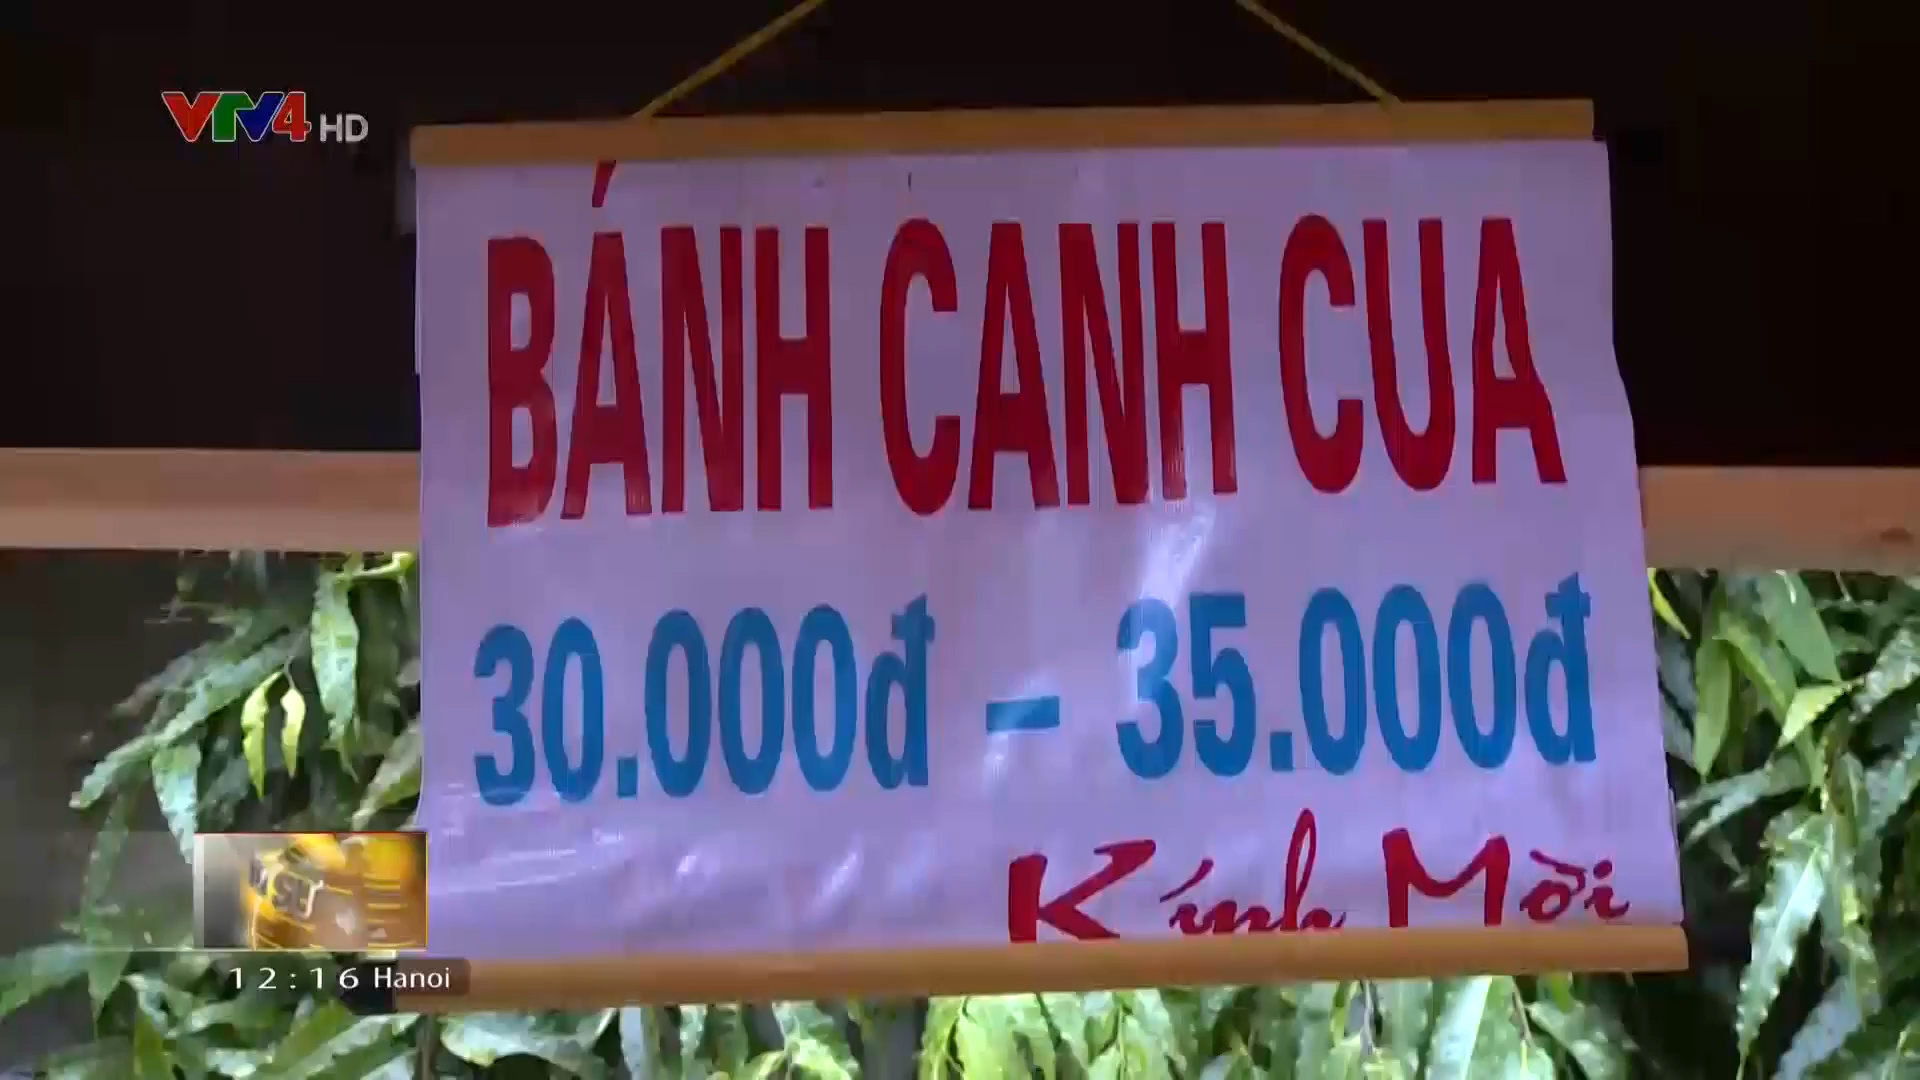 VTV4 HD
BÁNH CANH CUA
30.000đ – 35.000đ
Kính Mời
12:16 Hanoi